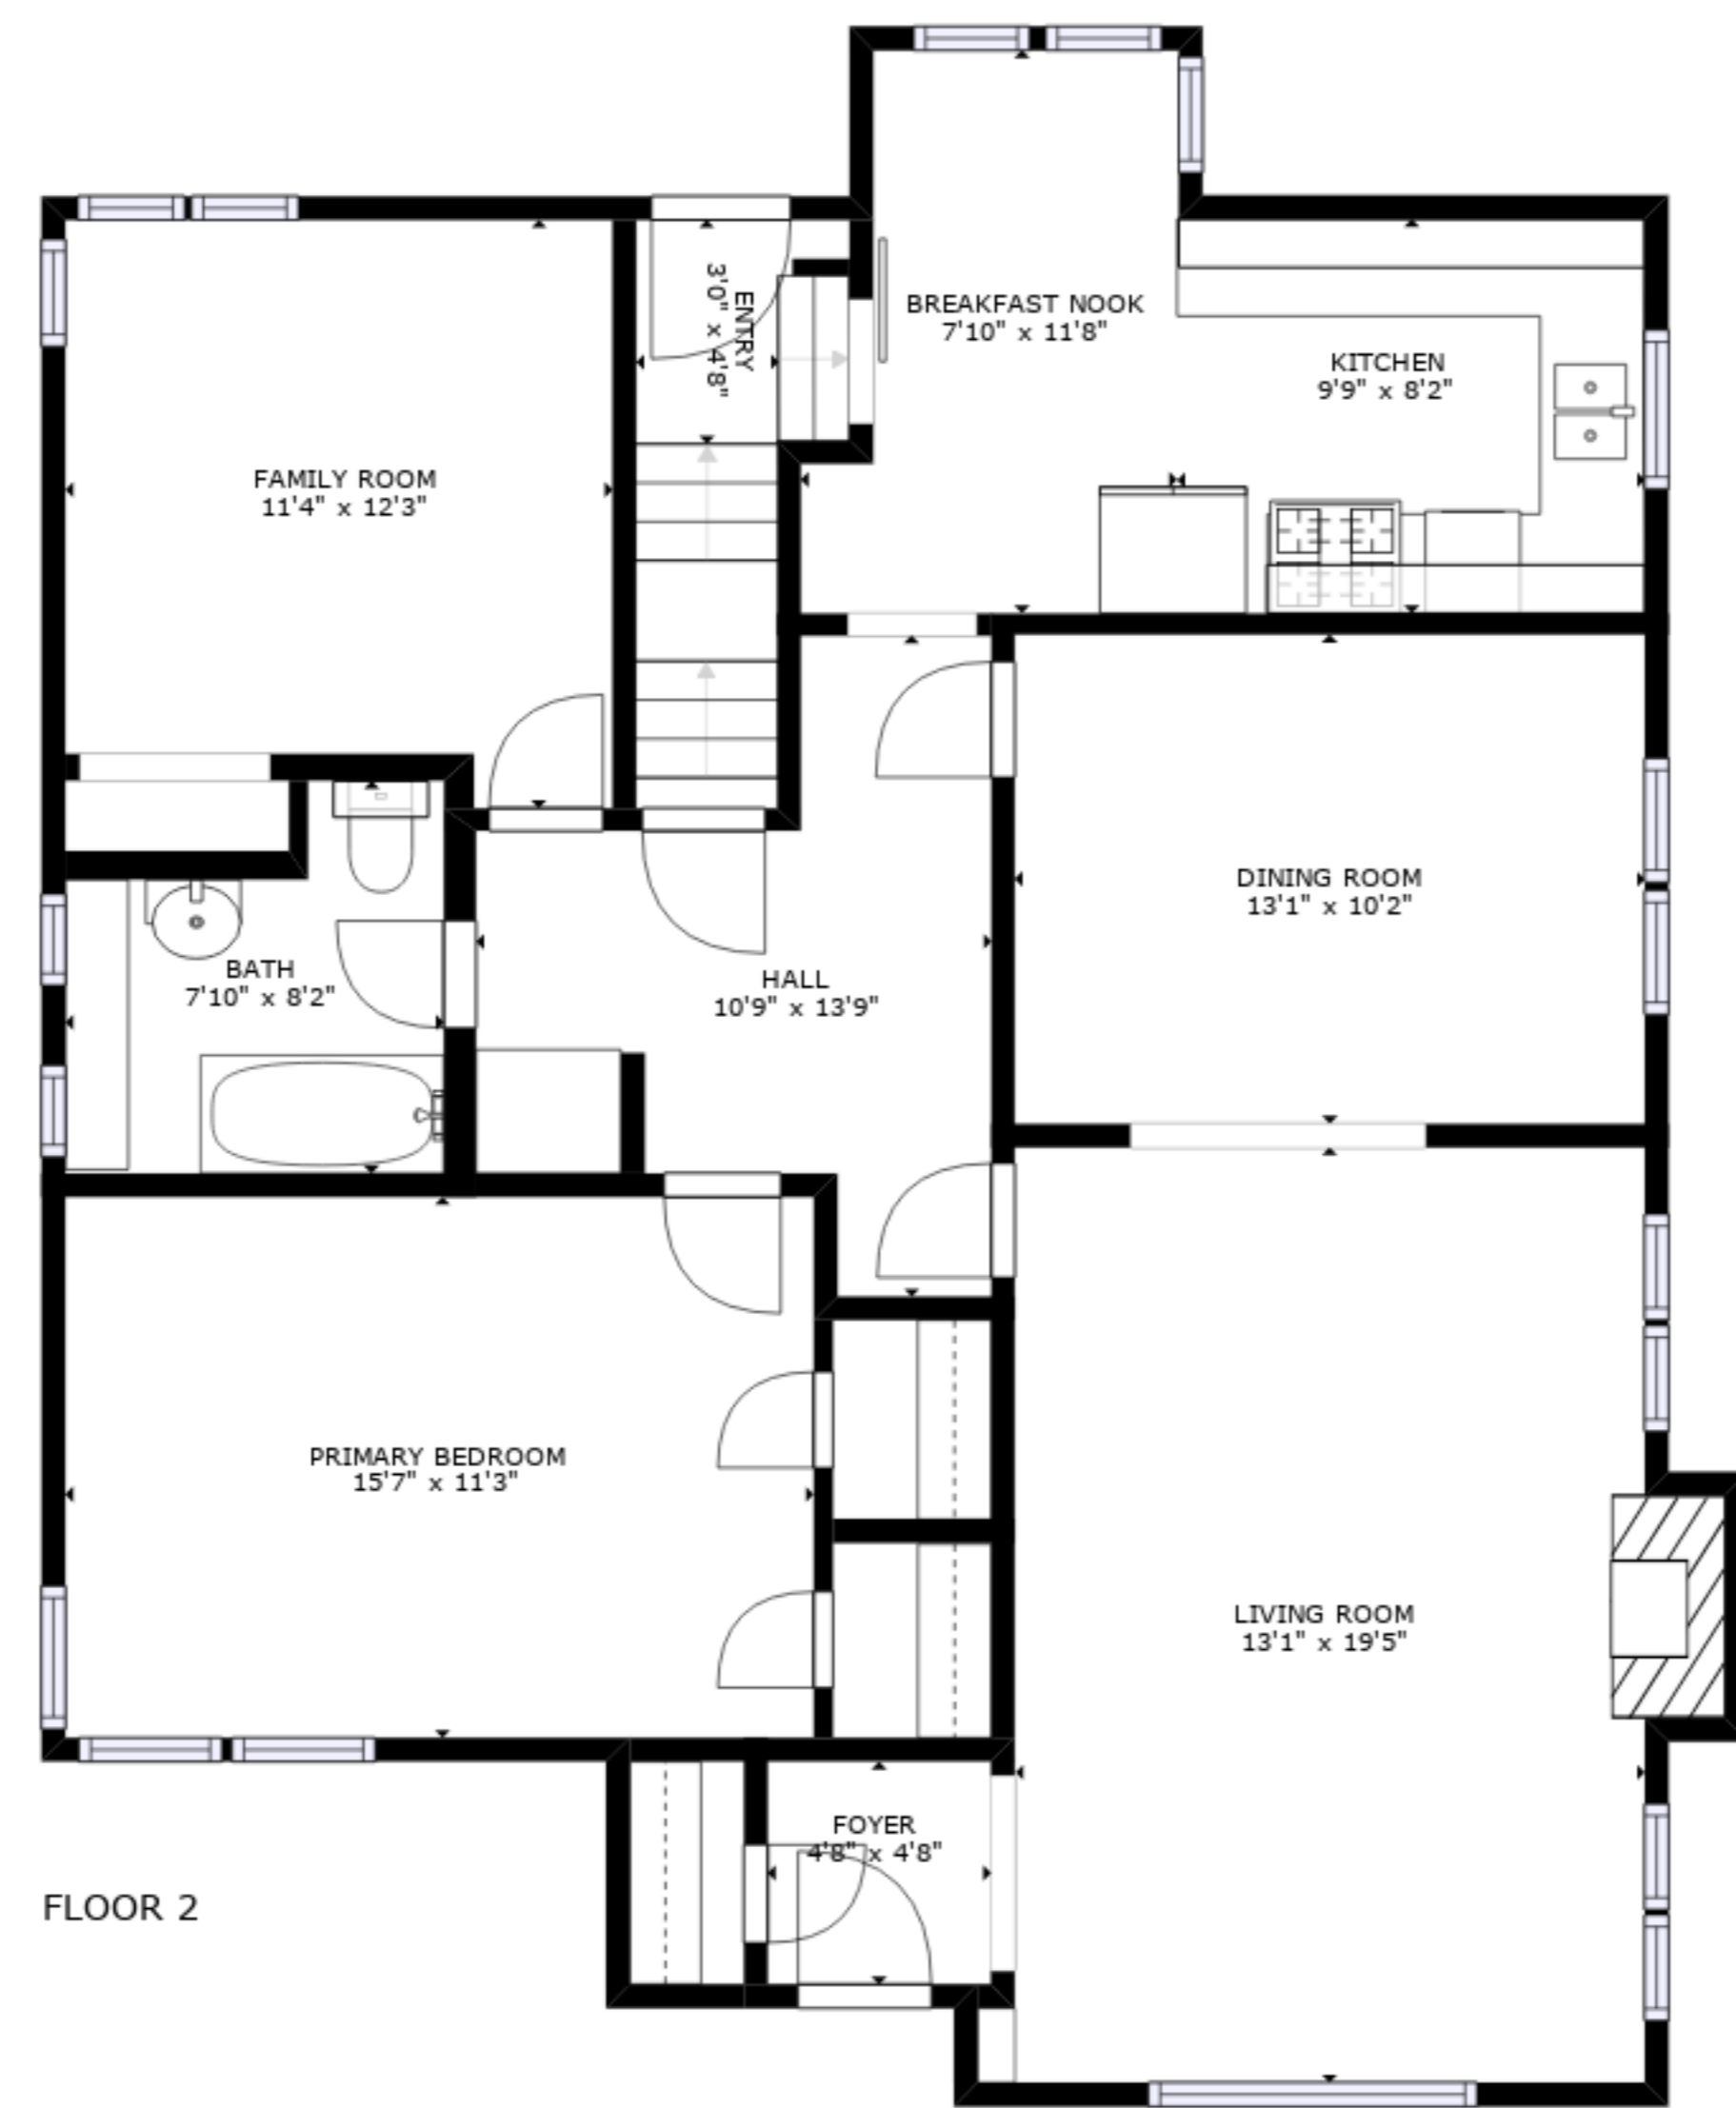 BREAKFAST NOOK
7'10" x 11'8"
ENTRY
3'0" x 4'8"
KITCHEN
9'9" x 8'2"
FAMILY ROOM
11'4" x 12'3"
DINING ROOM
13'1" x 10'2"
BATH
7'10" x 8'2"
HALL
10'9" x 13'9"
PRIMARY BEDROOM
15'7" x 11'3"
LIVING ROOM
13'1" x 19'5"
FOYER
4'8" x 4'8"
FLOOR 2